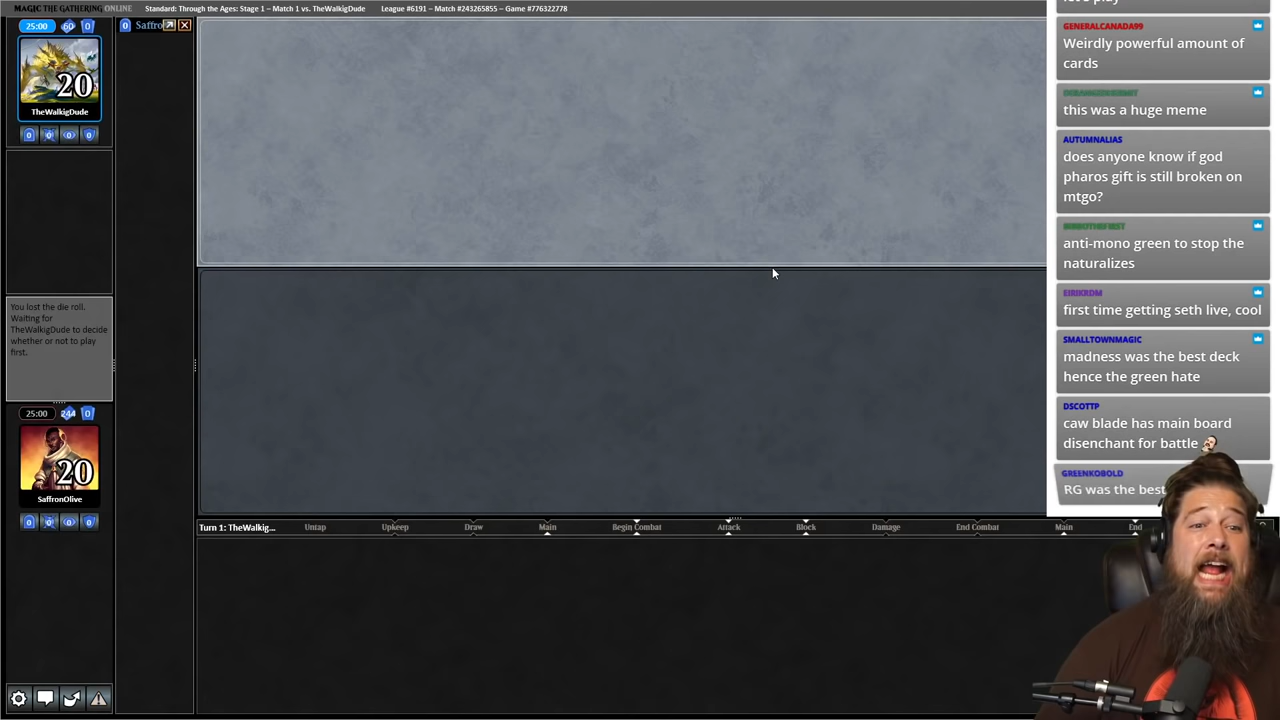 MAGIC THE GATHERING ONLINE
Standard: Through the Ages: Stage 1 – Match 1 vs. TheWalkigDude
League #6191 – Match #243265855 – Game #776322778
25:00
60
0
20
TheWalkigDude
0
0
0
0
0
Saffro
You lost the die roll.
Waiting for
TheWalkigDude to decide
whether or not to play
first.
25:00
244
0
20
SaffronOlive
0
0
0
0
Turn 1: TheWalkig...
Untap
Upkeep
Draw
Main
Begin Combat
Attack
Block
Damage
End Combat
Main
End
let's play
GENERALCANADA99
Weirdly powerful amount of
cards
this was a huge meme
AUTUMNALIAS
does anyone know if god
pharos gift is still broken on
mtgo?
anti-mono green to stop the
naturalizes
EIRIKRDM
first time getting seth live, cool
SMALLTOWNMAGIC
madness was the best deck
hence the green hate
DSCOTTP
caw blade has main board
disenchant for battle
GREENKOBOLD
RG was the best